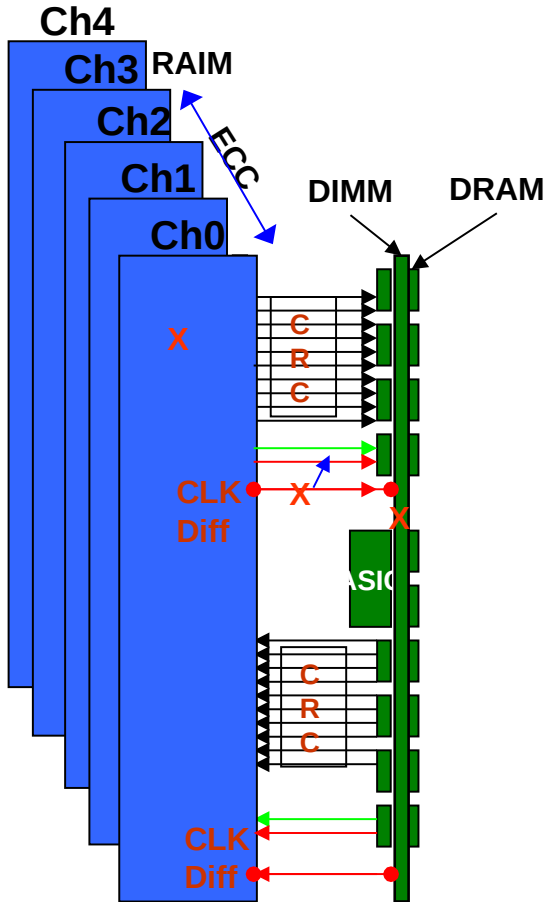 Ch4
Ch3
RAIM
Ch2
ECC
Ch1
DIMM
DRAM
Ch0
C
R
C
X
CLK
X
Diff
X
ASIC
C
R
C
CLK
Diff